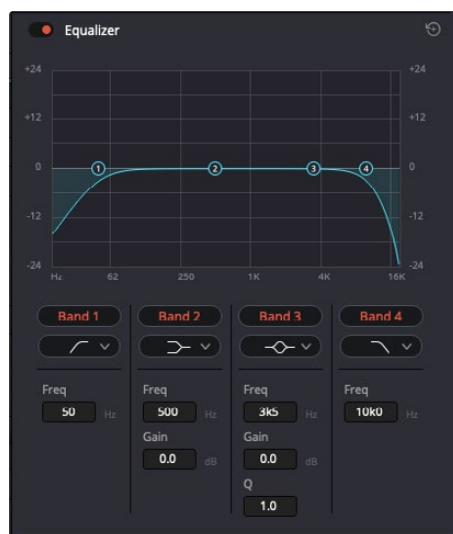 Equalizer
+24 +24
+12 +12
0 0
1 2 3 4
-12 -12
-24 -24
Hz 62 250 1K 4K 16K
Band 1 Band 2 Band 3 Band 4
Freq Freq Freq Freq
50 Hz 500 Hz 3k5 Hz 10k0 Hz
Gain Gain
0.0 dB 0.0 dB
Q
1.0